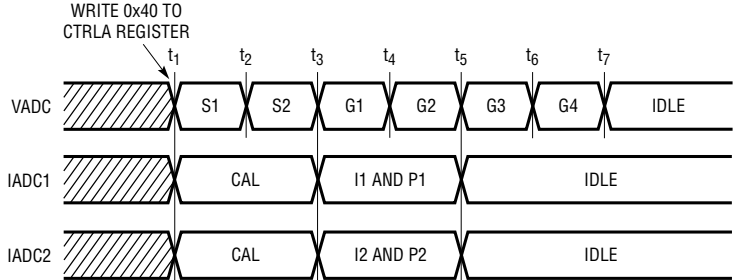 WRITE 0x40 TO
CTRLA REGISTER
t1 t2 t3 t4 t5 t6 t7
VADC S1 S2 G1 G2 G3 G4 IDLE
IADC1 CAL I1 AND P1 IDLE
IADC2 CAL I2 AND P2 IDLE